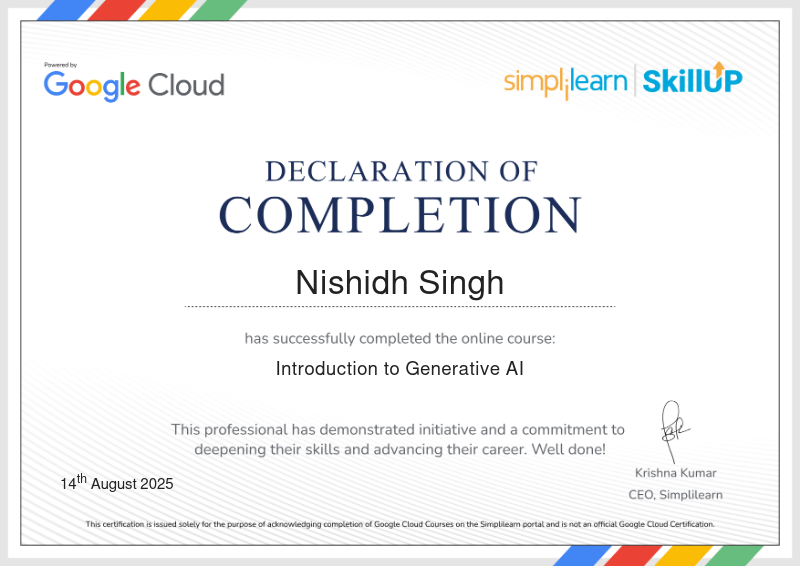 Powered by
Google Cloud
simplilearn | SkillUP
DECLARATION OF
COMPLETION
Nishidh Singh
has successfully completed the online course:
Introduction to Generative AI
This professional has demonstrated initiative and a commitment to
deepening their skills and advancing their career. Well done!
14th August 2025
Krishna Kumar
CEO, Simplilearn
This certification is issued solely for the purpose of acknowledging completion of Google Cloud Courses on the Simplilearn portal and is not an official Google Cloud Certification.